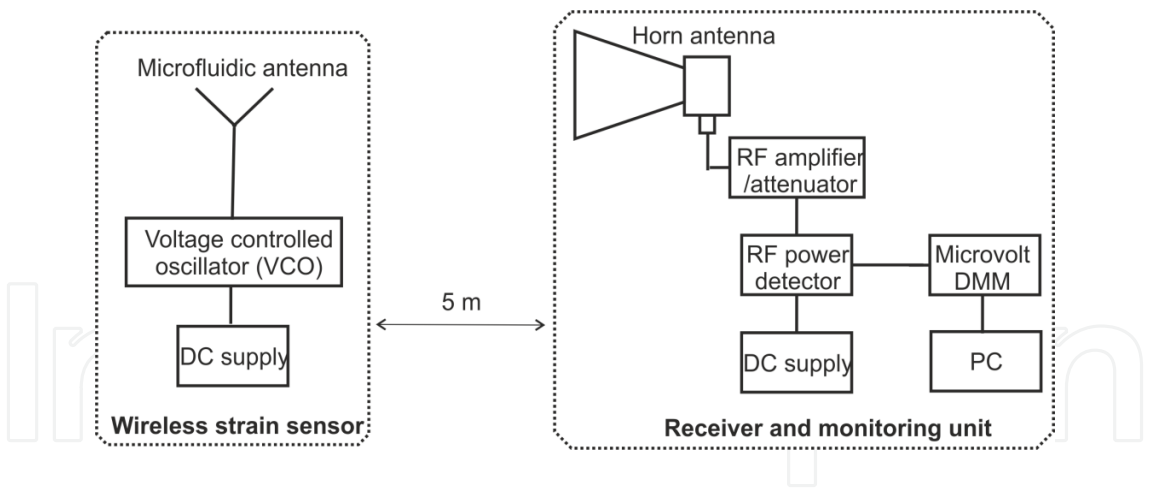 Microfluidic antenna
Voltage controlled
oscillator (VCO)
DC supply
Wireless strain sensor
5 m
Horn antenna
RF amplifier
/attenuator
RF power
detector
Microvolt
DMM
DC supply
PC
Receiver and monitoring unit